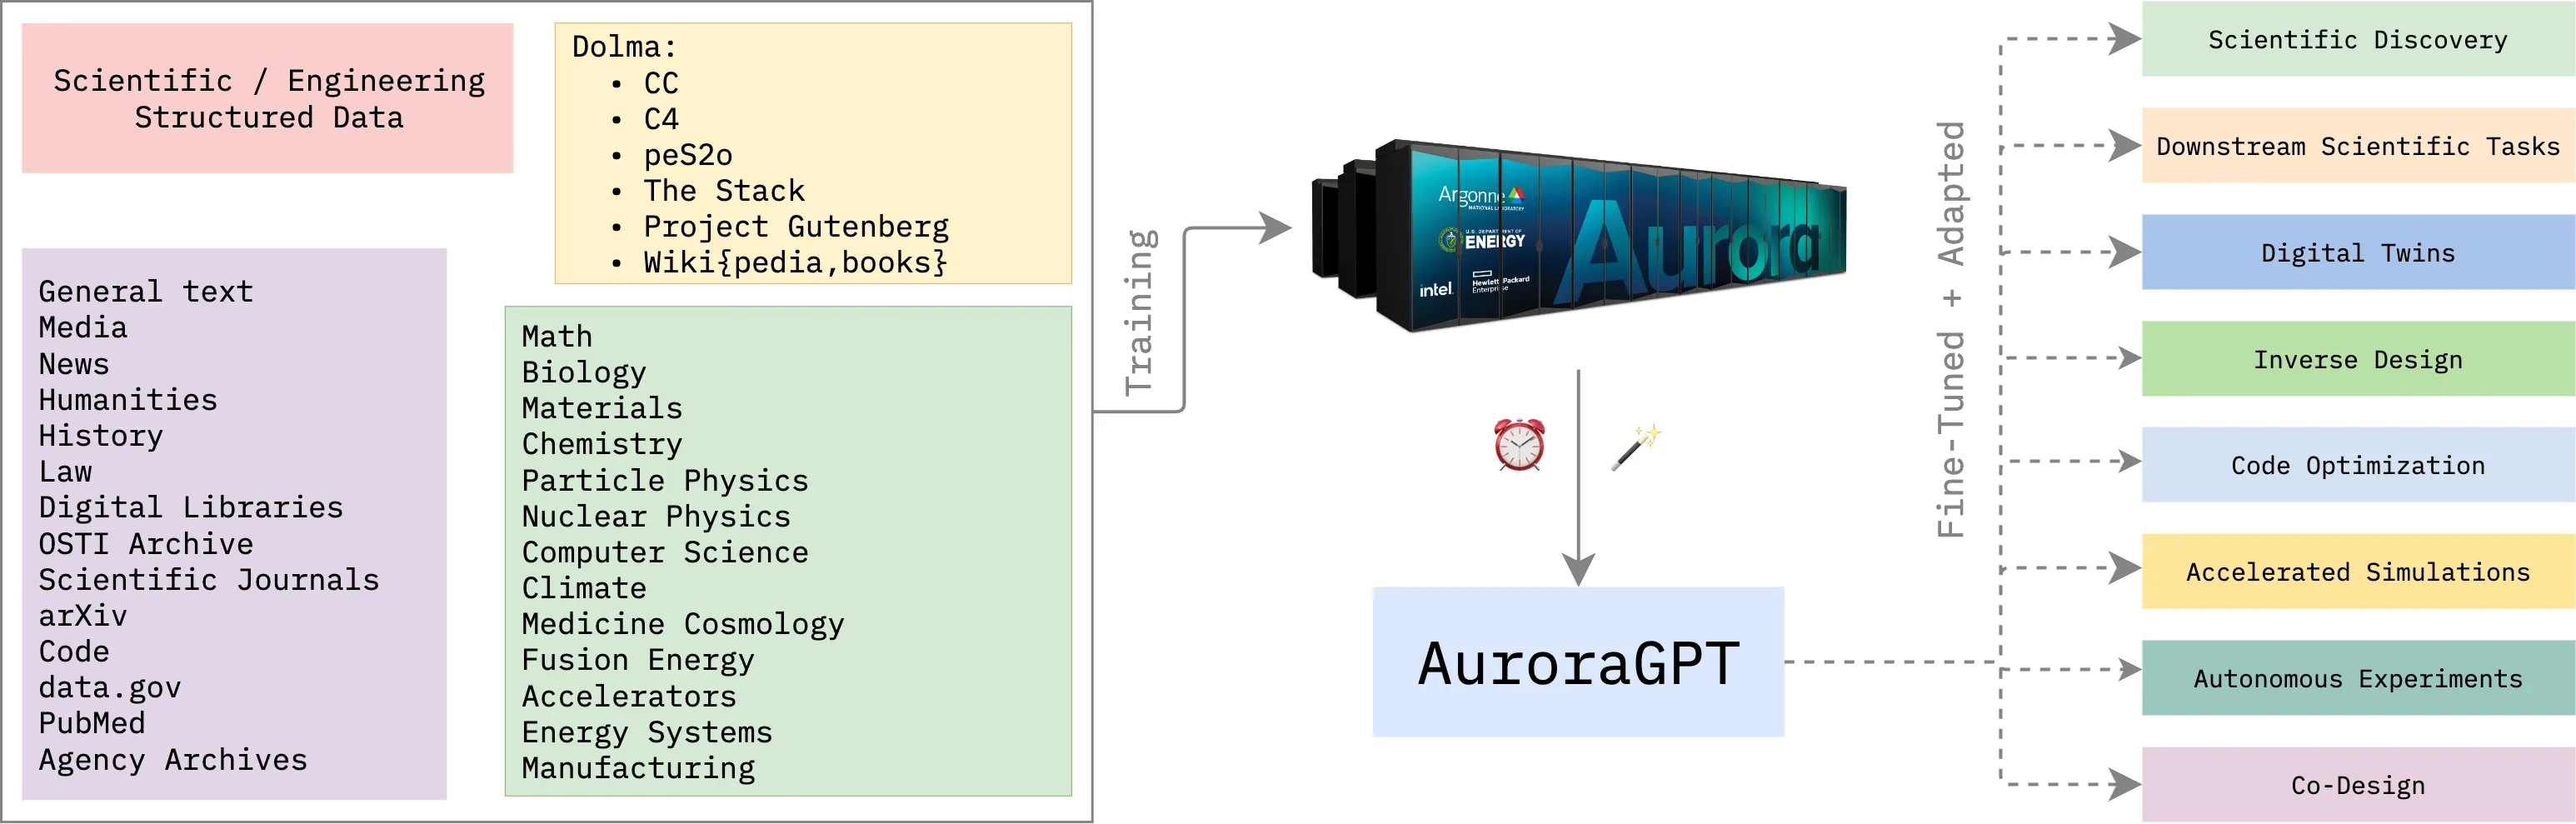 Scientific / Engineering
Structured Data
Dolma:
• CC
• C4
• peS2o
• The Stack
• Project Gutenberg
• Wiki{pedia,books}
General text
Media
News
Humanities
History
Law
Digital Libraries
OSTI Archive
Scientific Journals
arXiv
Code
data.gov
PubMed
Agency Archives
Math
Biology
Materials
Chemistry
Particle Physics
Nuclear Physics
Computer Science
Climate
Medicine Cosmology
Fusion Energy
Accelerators
Energy Systems
Manufacturing
Training
Argonne
NATIONAL LABORATORY
U.S. DEPARTMENT OF
ENERGY
intel.
Hewlett Packard
Enterprise
Aurora
AuroraGPT
Fine-Tuned + Adapted
Scientific Discovery
Downstream Scientific Tasks
Digital Twins
Inverse Design
Code Optimization
Accelerated Simulations
Autonomous Experiments
Co-Design